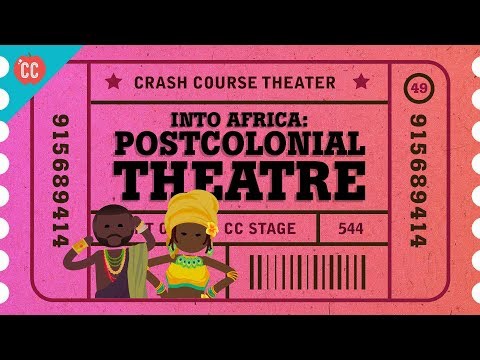 CC
CRASH COURSE THEATER
49
INTO AFRICA:
POSTCOLONIAL
THEATRE
CC STAGE
544
915689414
915689414